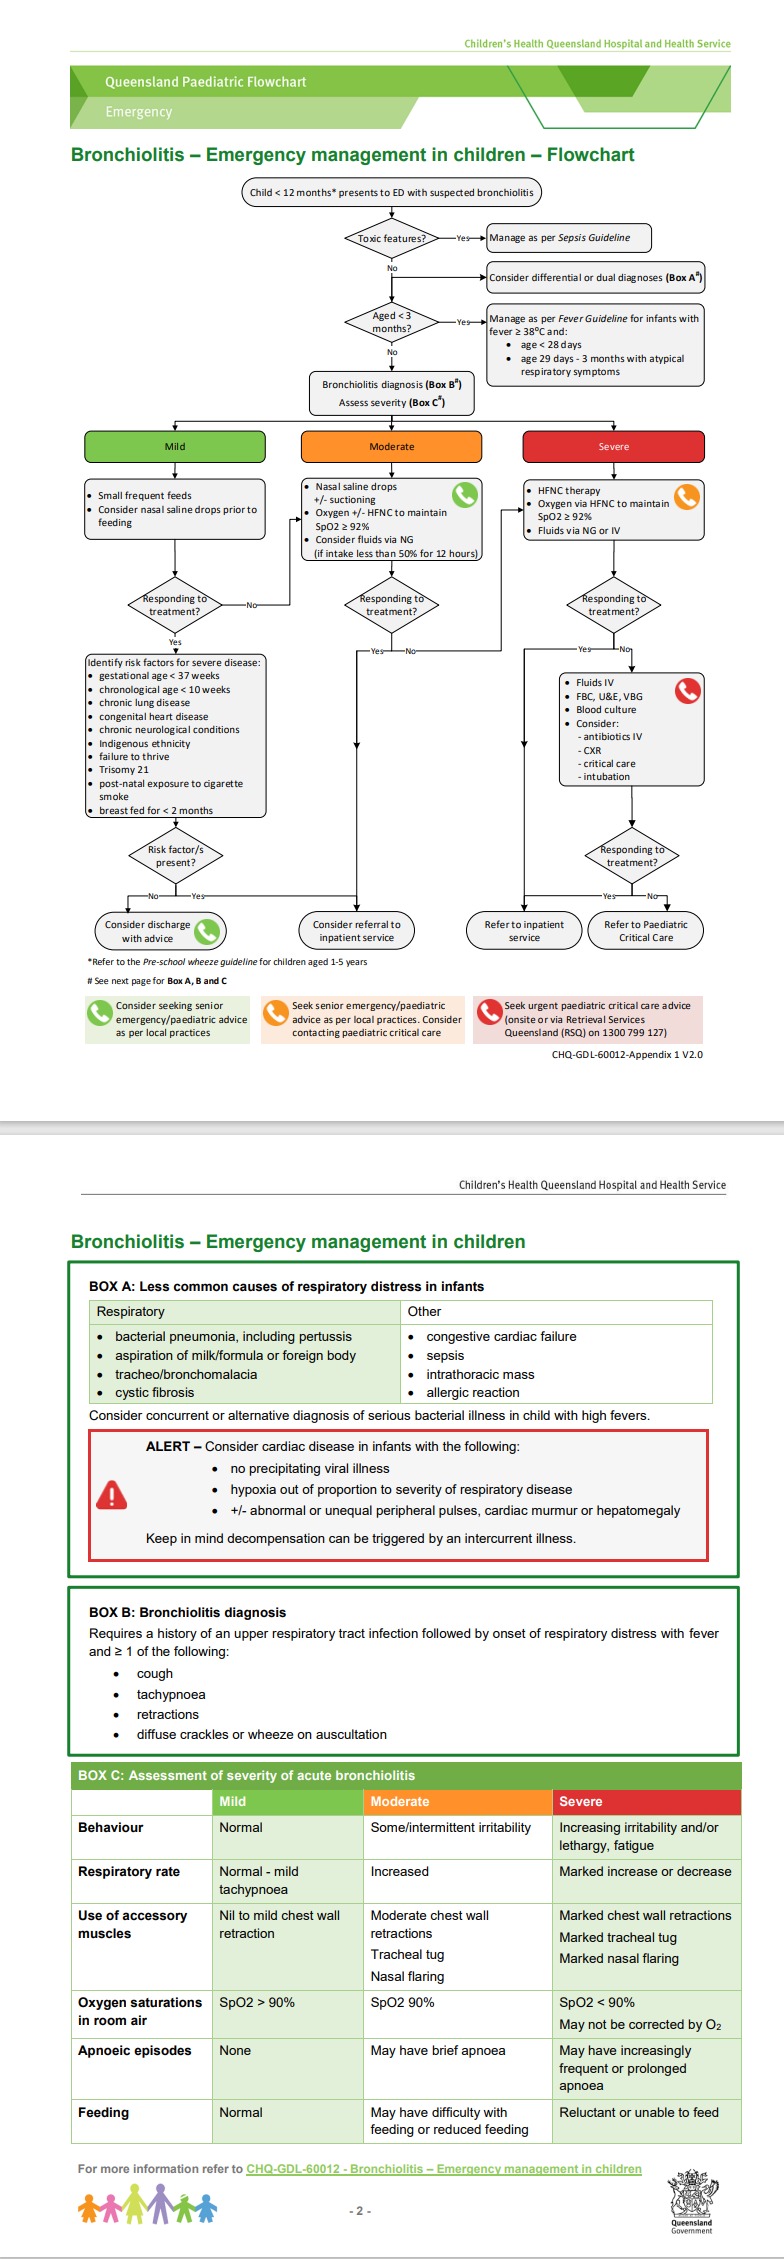 Children's Health Queensland Hospital and Health Service
Queensland Paediatric Flowchart
Emergency
Bronchiolitis – Emergency management in children – Flowchart
Child < 12 months* presents to ED with suspected bronchiolitis
Toxic features?
Yes
Manage as per Sepsis Guideline
No
Consider differential or dual diagnoses (Box A#)
Aged < 3
months?
Yes
Manage as per Fever Guideline for infants with
fever ≥ 38°C and:
• age < 28 days
• age 29 days - 3 months with atypical
respiratory symptoms
No
Bronchiolitis diagnosis (Box B#)
Assess severity (Box C#)
Mild
Moderate
Severe
• Small frequent feeds
• Consider nasal saline drops prior to
feeding
• Nasal saline drops
+/- suctioning
• Oxygen +/- HFNC to maintain
SpO2 ≥ 92%
• Consider fluids via NG
(if intake less than 50% for 12 hours)
• HFNC therapy
• Oxygen via HFNC to maintain
SpO2 ≥ 92%
• Fluids via NG or IV
Responding to
treatment?
No
Yes
Responding to
treatment?
Yes
No
Responding to
treatment?
Yes
No
Identify risk factors for severe disease:
• gestational age < 37 weeks
• chronological age < 10 weeks
• chronic lung disease
• congenital heart disease
• chronic neurological conditions
• Indigenous ethnicity
• failure to thrive
• Trisomy 21
• post-natal exposure to cigarette
smoke
• breast fed for < 2 months
• Fluids IV
• FBC, U&E, VBG
• Blood culture
• Consider:
- antibiotics IV
- CXR
- critical care
- intubation
Risk factor/s
present?
No
Yes
Responding to
treatment?
Yes
No
Consider discharge
with advice
Consider referral to
inpatient service
Refer to inpatient
service
Refer to Paediatric
Critical Care
*Refer to the Pre-school wheeze guideline for children aged 1-5 years
# See next page for Box A, B and C
Consider seeking senior
emergency/paediatric advice
as per local practices
Seek senior emergency/paediatric
advice as per local practices. Consider
contacting paediatric critical care
Seek urgent paediatric critical care advice
(onsite or via Retrieval Services
Queensland (RSQ) on 1300 799 127)
CHQ-GDL-60012-Appendix 1 V2.0
Children's Health Queensland Hospital and Health Service
Bronchiolitis – Emergency management in children
BOX A: Less common causes of respiratory distress in infants
Respiratory
Other
• bacterial pneumonia, including pertussis
• aspiration of milk/formula or foreign body
• tracheo/bronchomalacia
• cystic fibrosis
• congestive cardiac failure
• sepsis
• intrathoracic mass
• allergic reaction
Consider concurrent or alternative diagnosis of serious bacterial illness in child with high fevers.
ALERT – Consider cardiac disease in infants with the following:
• no precipitating viral illness
• hypoxia out of proportion to severity of respiratory disease
• +/- abnormal or unequal peripheral pulses, cardiac murmur or hepatomegaly
Keep in mind decompensation can be triggered by an intercurrent illness.
BOX B: Bronchiolitis diagnosis
Requires a history of an upper respiratory tract infection followed by onset of respiratory distress with fever
and ≥ 1 of the following:
• cough
• tachypnoea
• retractions
• diffuse crackles or wheeze on auscultation
BOX C: Assessment of severity of acute bronchiolitis
Mild
Moderate
Severe
Behaviour
Normal
Some/intermittent irritability
Increasing irritability and/or
lethargy, fatigue
Respiratory rate
Normal - mild
tachypnoea
Increased
Marked increase or decrease
Use of accessory
muscles
Nil to mild chest wall
retraction
Moderate chest wall
retractions
Tracheal tug
Nasal flaring
Marked chest wall retractions
Marked tracheal tug
Marked nasal flaring
Oxygen saturations
in room air
SpO2 > 90%
SpO2 90%
SpO2 < 90%
May not be corrected by O₂
Apnoeic episodes
None
May have brief apnoea
May have increasingly
frequent or prolonged
apnoea
Feeding
Normal
May have difficulty with
feeding or reduced feeding
Reluctant or unable to feed
For more information refer to CHQ-GDL-60012 - Bronchiolitis – Emergency management in children
- 2 -
Queensland
Government